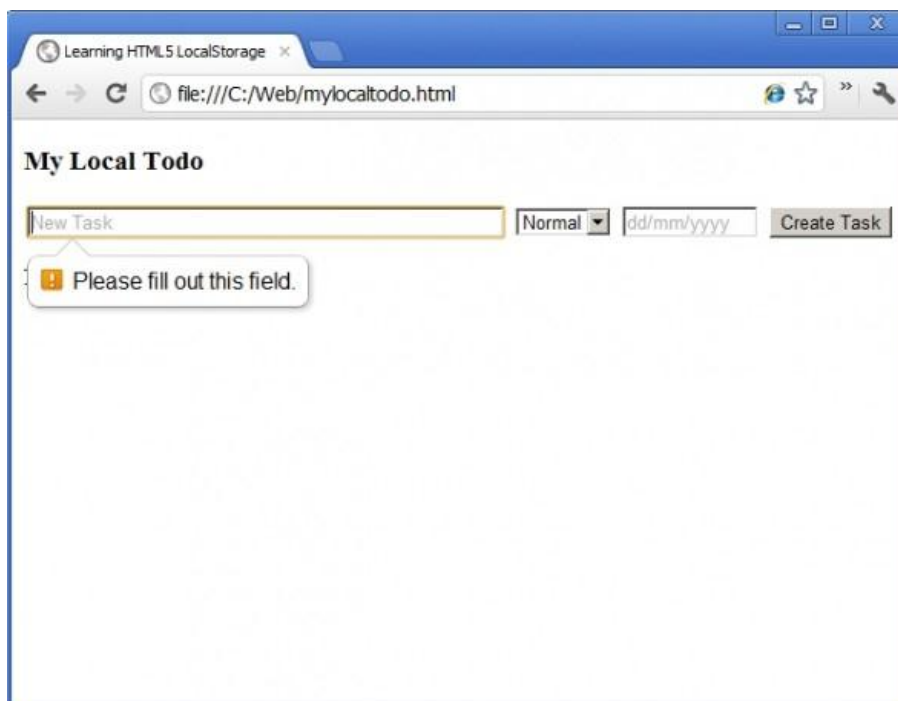 Learning HTML5 LocalStorage
file:///C:/Web/mylocaltodo.html
My Local Todo
New Task Normal dd/mm/yyyy Create Task
Please fill out this field.